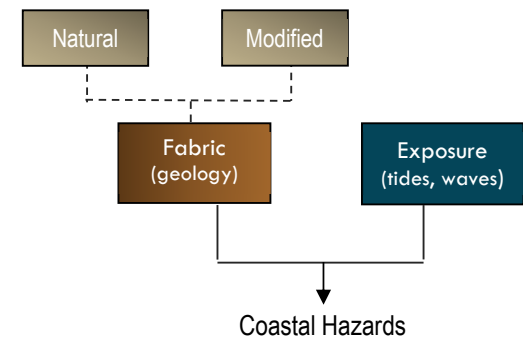 Natural
Modified
Fabric
(geology)
Exposure
(tides, waves)
Coastal Hazards